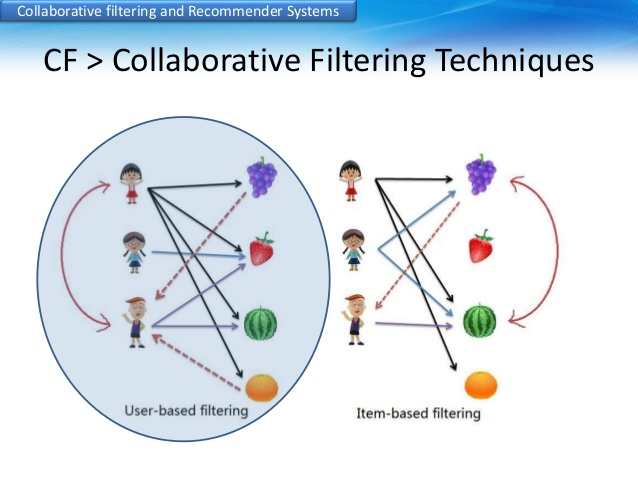 Collaborative filtering and Recommender Systems
CF > Collaborative Filtering Techniques
User-based filtering
Item-based filtering